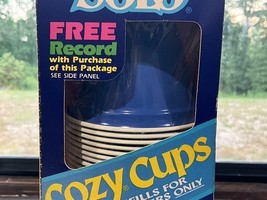 SOLO
FREE
Record
with Purchase
of this Package
SEE SIDE PANEL
Cozy® Cups
FILLS FOR
ONLY